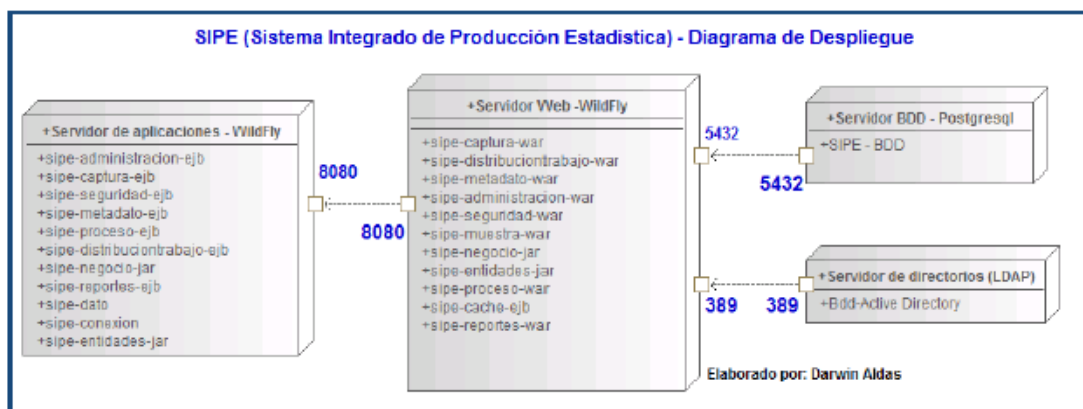 SIPE (Sistema Integrado de Producción Estadistica) - Diagrama de Despliegue
+Servidor de aplicaciones - WildFly
+sipe-administracion-ejb
+sipe-captura-ejb
+sipe-seguridad-ejb
+sipe-metadato-ejb
+sipe-proceso-ejb
+sipe-distribuciontrabajo-ejb
+sipe-negocio-jar
+sipe-reportes-ejb
+sipe-dato
+sipe-conexion
+sipe-entidades-jar
8080
8080
+Servidor Web -WildFly
+sipe-captura-war
+sipe-distribuciontrabajo-war
+sipe-metadato-war
+sipe-administracion-war
+sipe-seguridad-war
+sipe-muestra-war
+sipe-negocio-jar
+sipe-entidades-jar
+sipe-proceso-war
+sipe-cache-ejb
+sipe-reportes-war
5432
5432
+Servidor BDD - Postgresql
+SIPE - BDD
389
389
+Servidor de directorios (LDAP)
+Bdd-Active Directory
Elaborado por: Darwin Aldas